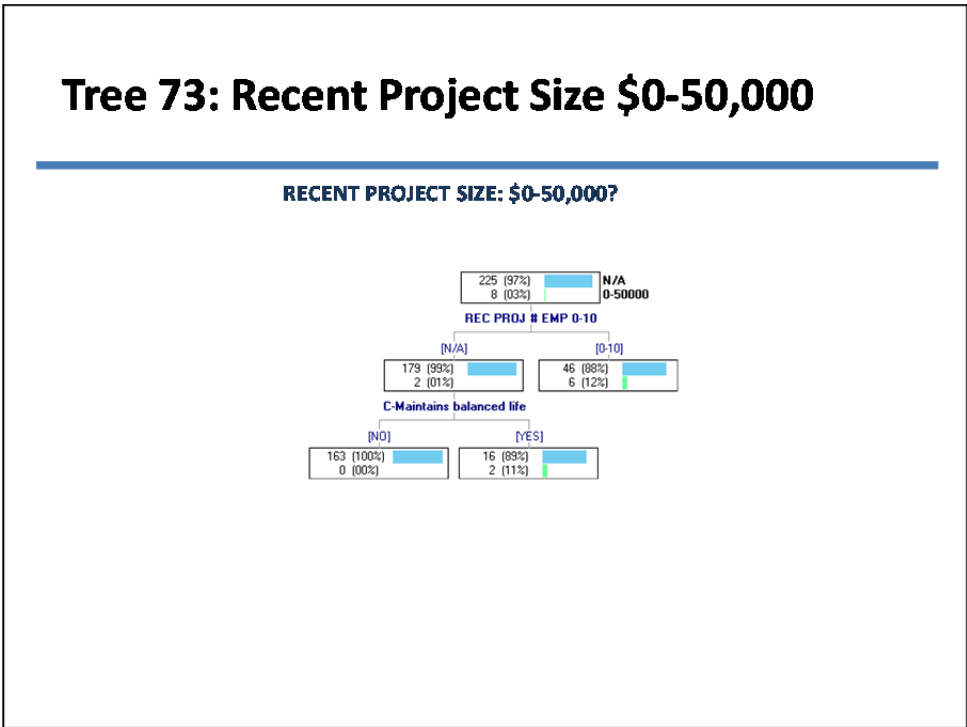 Tree 73: Recent Project Size $0-50,000
RECENT PROJECT SIZE: $0-50,000?
225 (97%) N/A
8 (03%) 0-50000
REC PROJ # EMP 0-10
[N/A] [0-10]
179 (99%) 46 (88%)
2 (01%) 6 (12%)
C-Maintains balanced life
[NO] [YES]
163 (100%) 16 (89%)
0 (00%) 2 (11%)